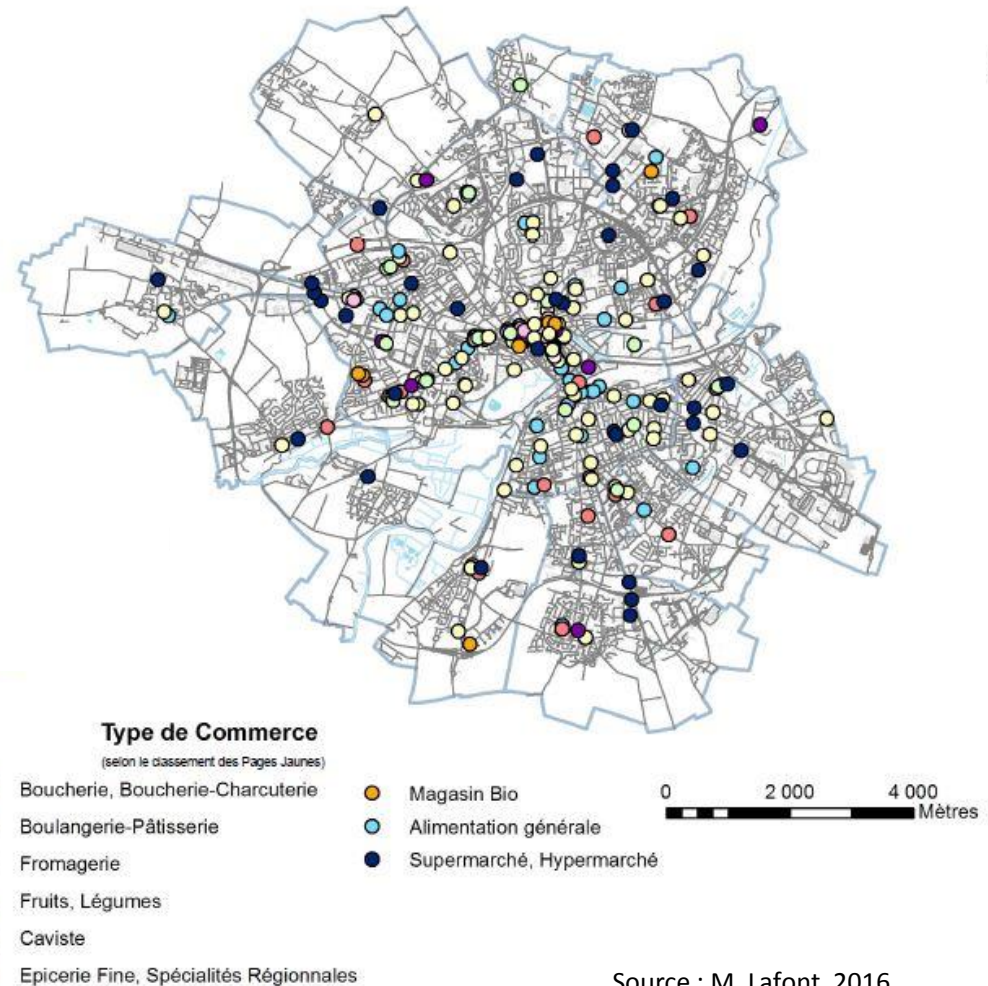 Type de Commerce
(selon le classement des Pages Jaunes)
Boucherie, Boucherie-Charcuterie
Boulangerie-Pâtisserie
Fromagerie
Fruits, Légumes
Caviste
Epicerie Fine, Spécialités Régionnales
Magasin Bio
Alimentation générale
Supermarché, Hypermarché
0 2 000 4 000
Mètres
Source : M. Lafont, 2016